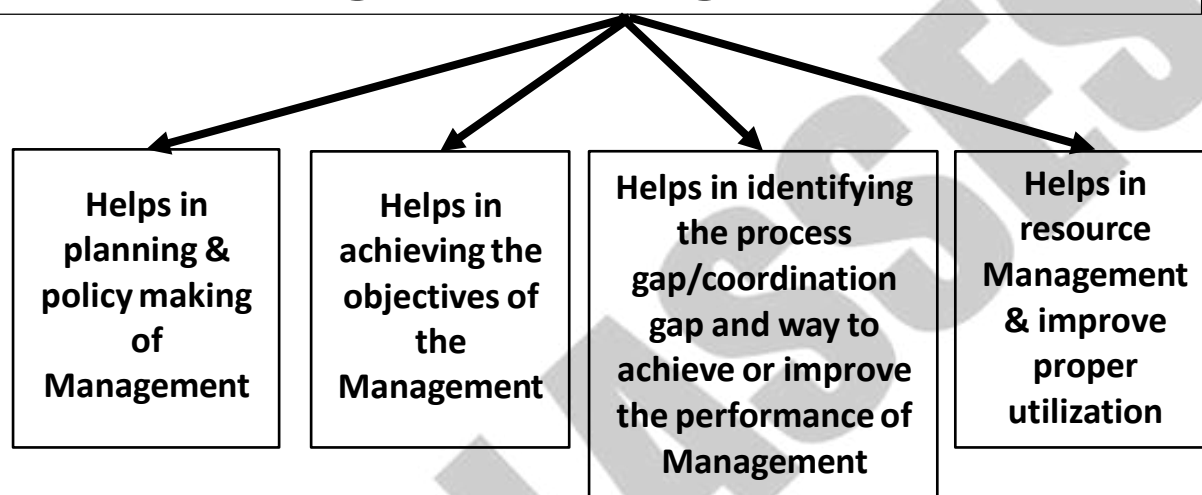 Helps in
planning &
policy making
of
Management
Helps in
achieving the
objectives of
the
Management
Helps in identifying
the process
gap/coordination
gap and way to
achieve or improve
the performance of
Management
Helps in
resource
Management
& improve
proper
utilization